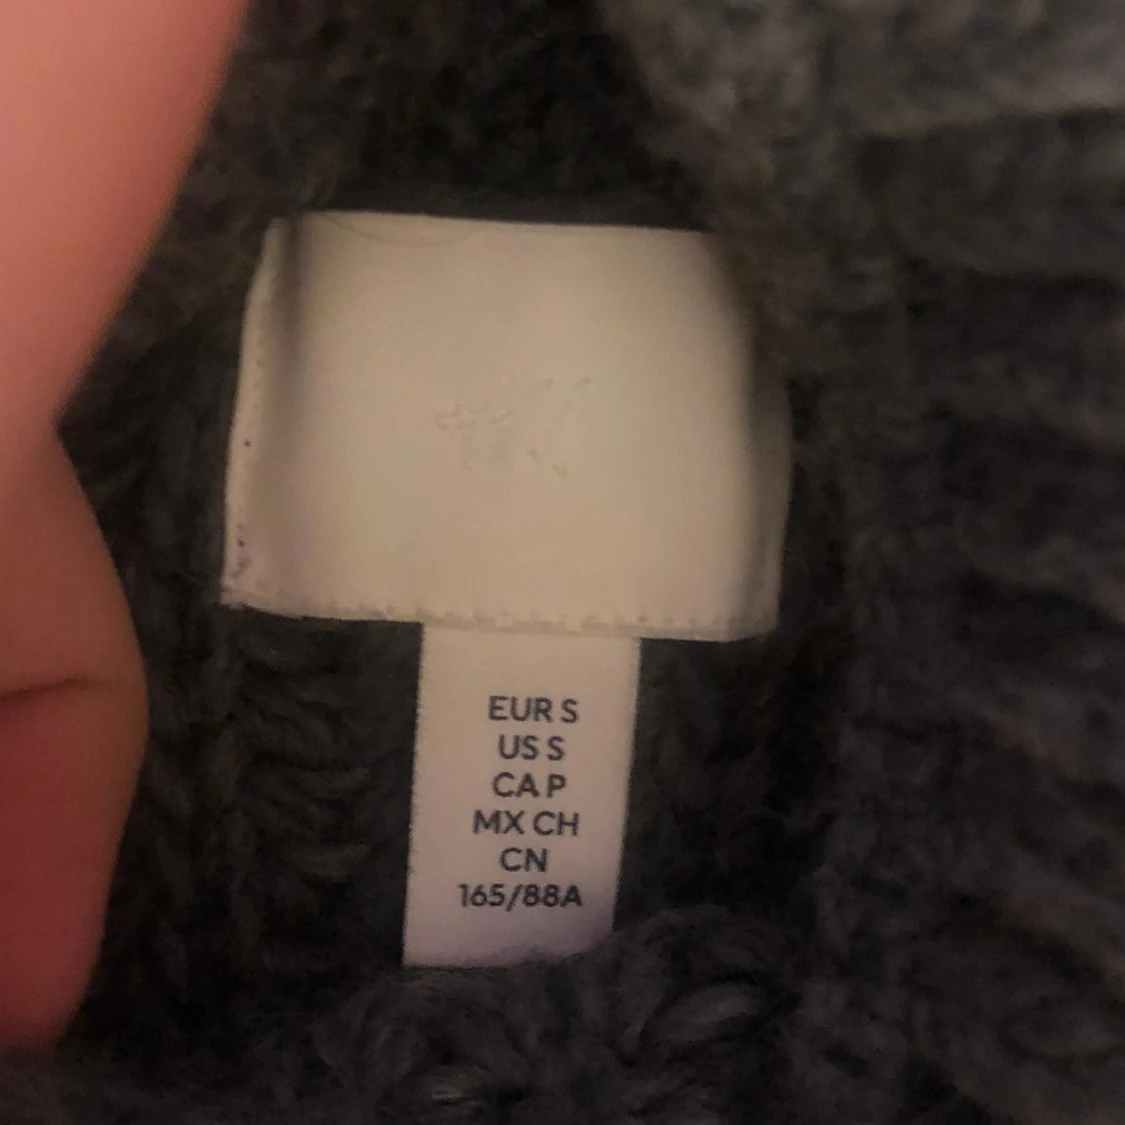 EUR S
US S
CA P
MX CH
CN
165/88A